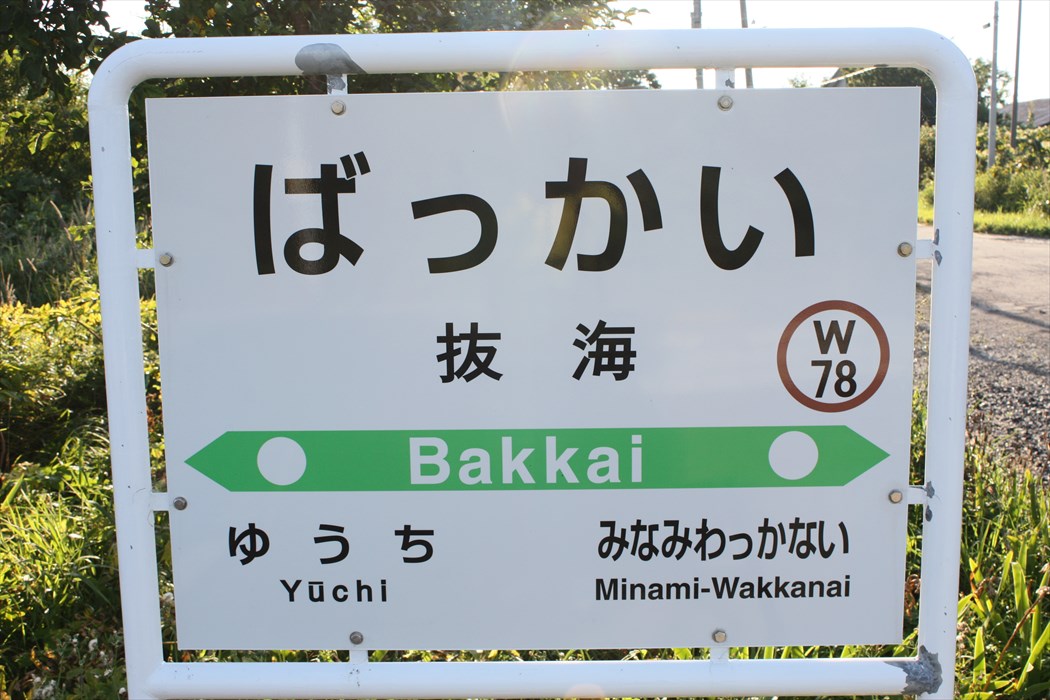 ばっかい
抜海
W
78
Bakkai
ゆうち
Yūchi
みなみわっかない
Minami-Wakkanai